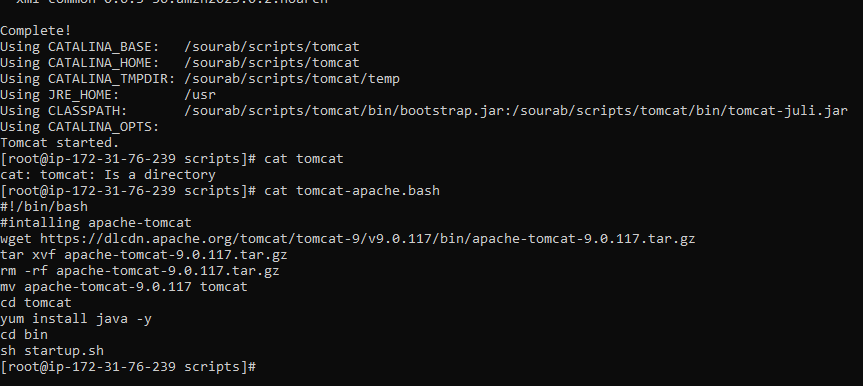 Complete!
Using CATALINA_BASE:   /sourab/scripts/tomcat
Using CATALINA_HOME:   /sourab/scripts/tomcat
Using CATALINA_TMPDIR: /sourab/scripts/tomcat/temp
Using JRE_HOME:        /usr
Using CLASSPATH:       /sourab/scripts/tomcat/bin/bootstrap.jar:/sourab/scripts/tomcat/bin/tomcat-juli.jar
Using CATALINA_OPTS:
Tomcat started.
[root@ip-172-31-76-239 scripts]# cat tomcat
cat: tomcat: Is a directory
[root@ip-172-31-76-239 scripts]# cat tomcat-apache.bash
#!/bin/bash
#intalling apache-tomcat
wget https://dlcdn.apache.org/tomcat/tomcat-9/v9.0.117/bin/apache-tomcat-9.0.117.tar.gz
tar xvf apache-tomcat-9.0.117.tar.gz
rm -rf apache-tomcat-9.0.117.tar.gz
mv apache-tomcat-9.0.117 tomcat
cd tomcat
yum install java -y
cd bin
sh startup.sh
[root@ip-172-31-76-239 scripts]#